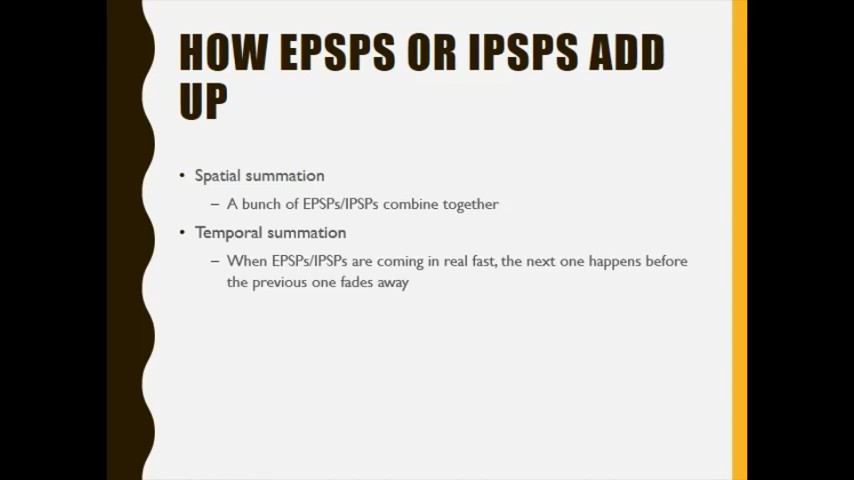 HOW EPSPS OR IPSPS ADD
UP
• Spatial summation
– A bunch of EPSPs/IPSPs combine together
• Temporal summation
– When EPSPs/IPSPs are coming in real fast, the next one happens before
the previous one fades away